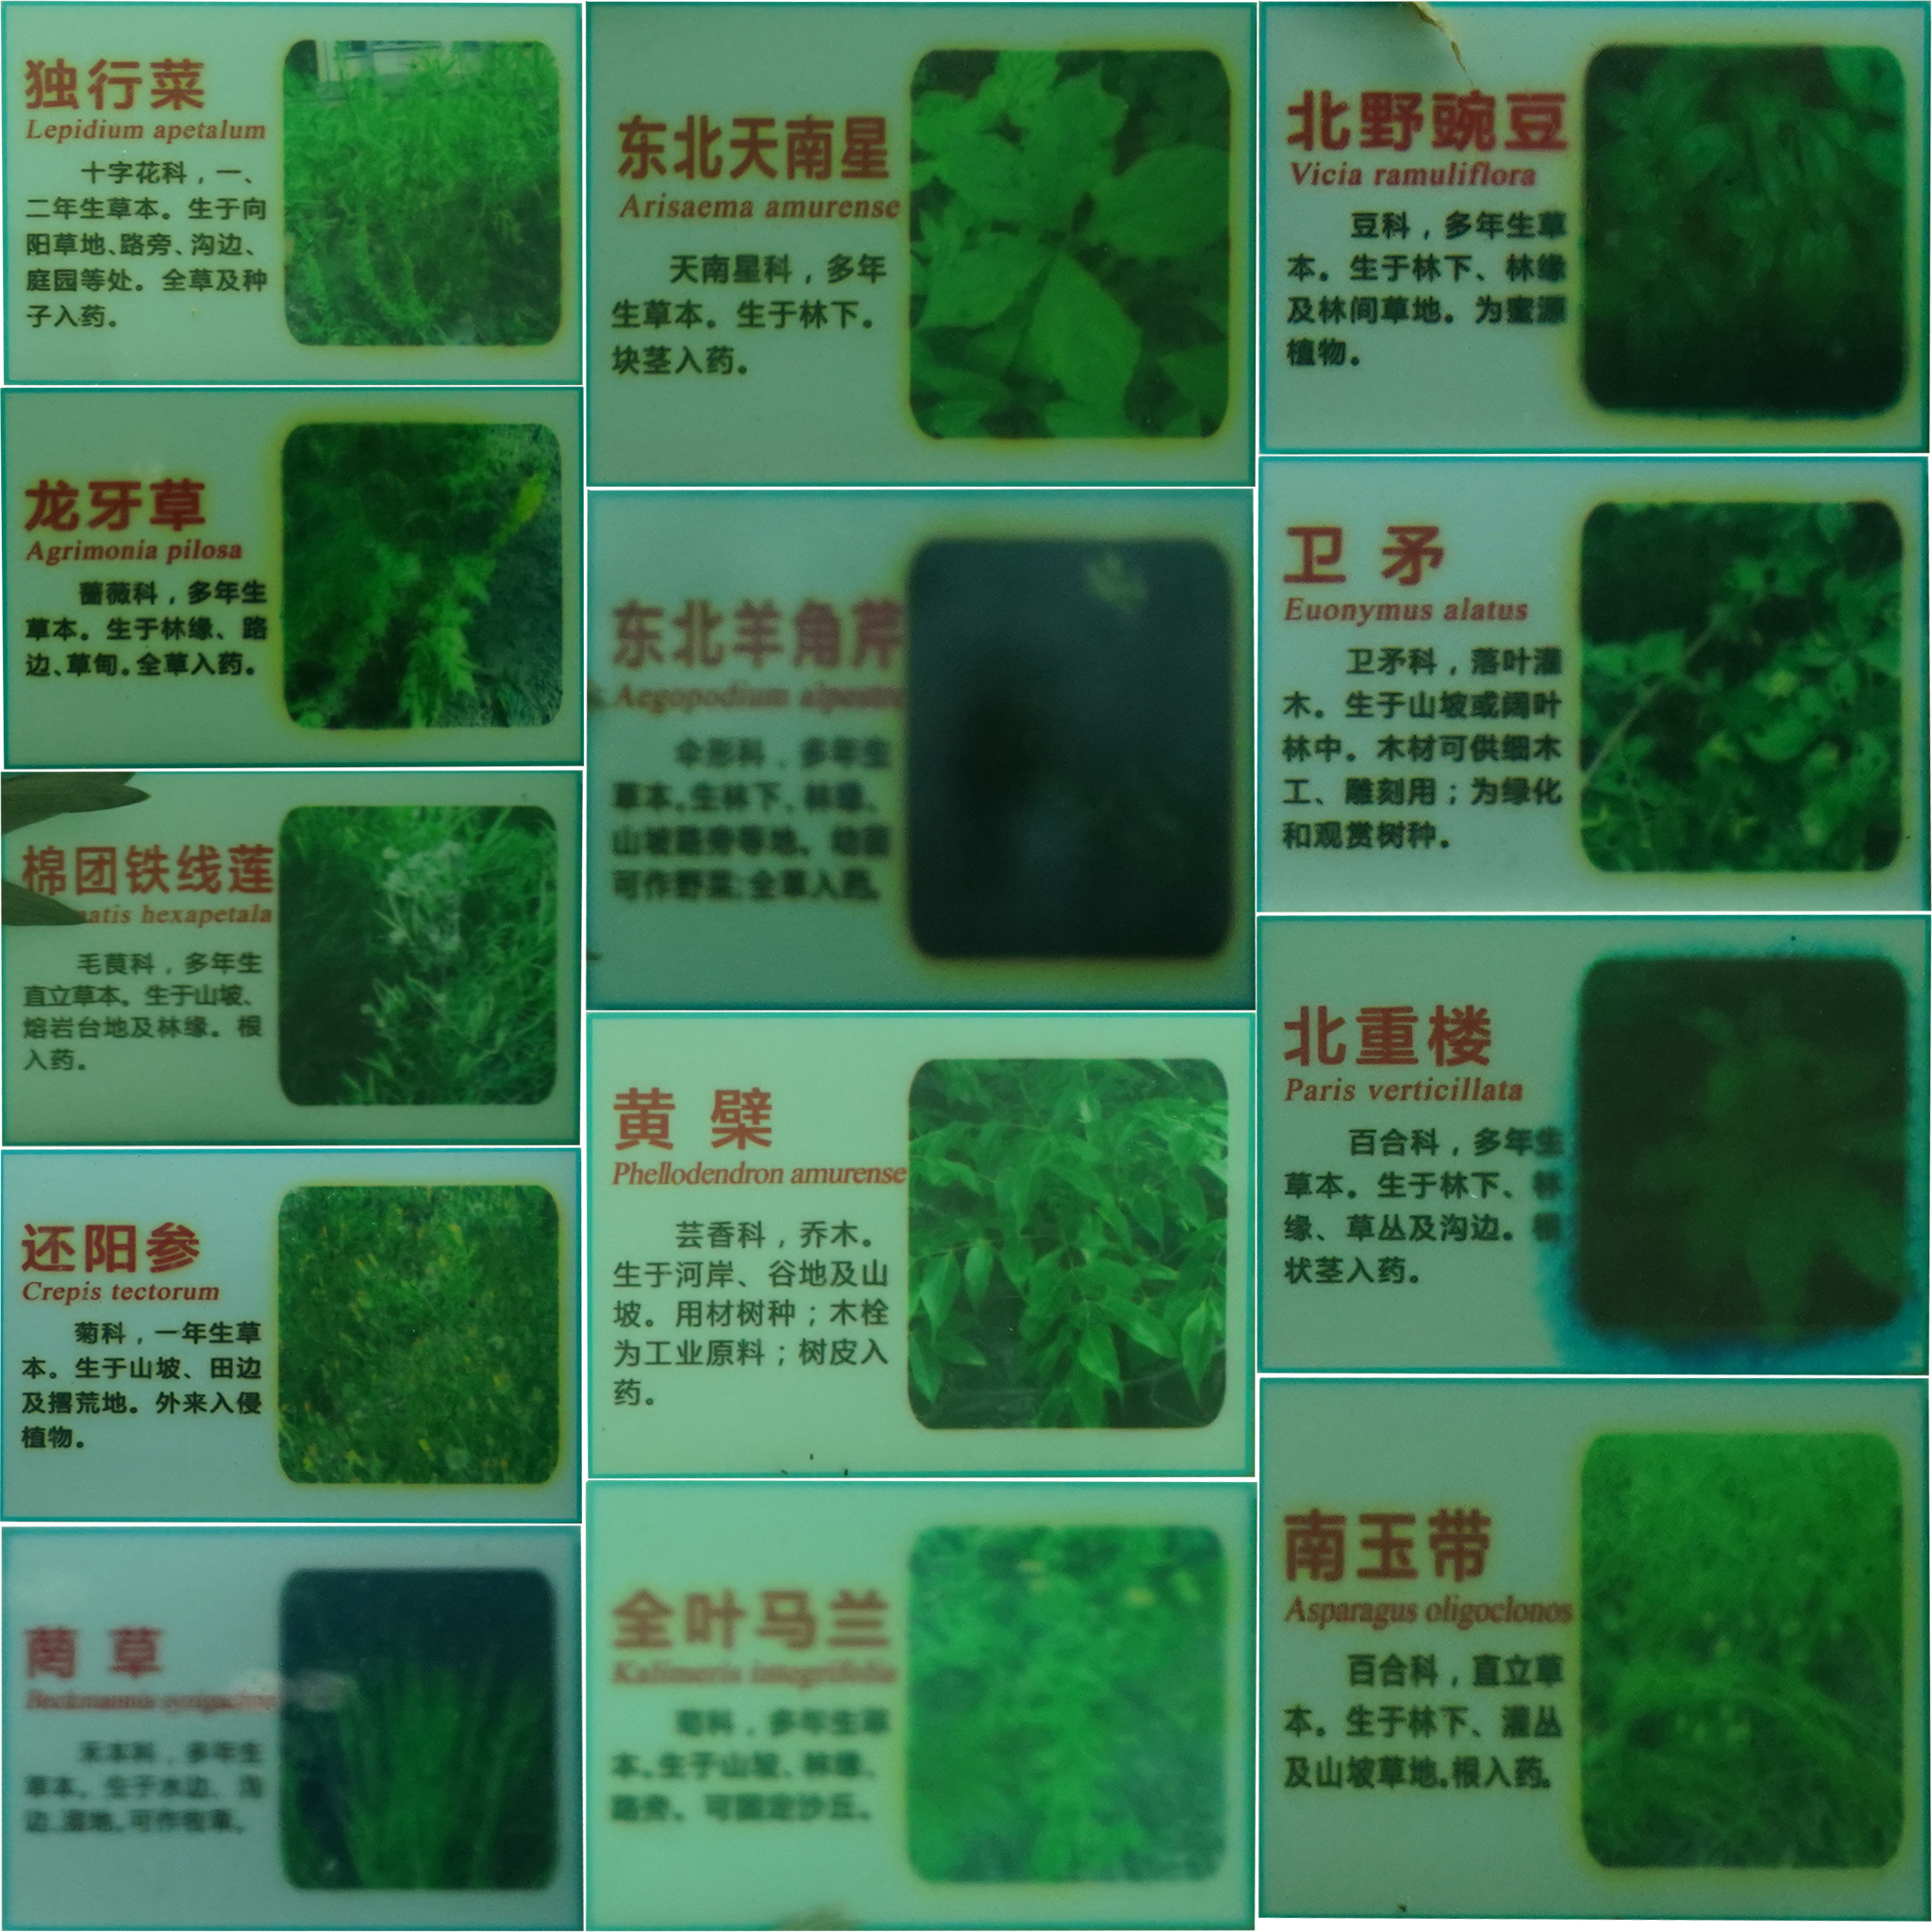 独行菜
Lepidium apetalum
十字花科，一、
二年生草本。生于向
阳草地、路旁、沟边、
庭园等处。全草及种
子入药。
龙牙草
Agrimonia pilosa
蔷薇科，多年生
草本。生于林缘、路
边、草甸。全草入药。
棉团铁线莲
matis hexapetala
毛茛科，多年生
直立草本。生于山坡、
熔岩台地及林缘。根
入药。
还阳参
Crepis tectorum
菊科，一年生草
本。生于山坡、田边
及撂荒地。外来入侵
植物。
菵草
Beckmannia
禾本科，多年生
草本。生于水边、沟
边、湿地。可作牧草。
东北天南星
Arisaema amurense
天南星科，多年
生草本。生于林下。
块茎入药。
东北羊角芹
Aegopodium alpestre
伞形科，多年生
草本。生林下、林缘、
山坡路旁等地。幼苗
可作野菜；全草入药。
黄檗
Phellodendron amurense
芸香科，乔木。
生于河岸、谷地及山
坡。用材树种；木栓
为工业原料；树皮入
药。
全叶马兰
Kalimeris integrifolia
菊科，多年生草
本。生于山坡、林缘、
路旁。可固定沙丘。
北野豌豆
Vicia ramuliflora
豆科，多年生草
本。生于林下、林缘
及林间草地。为蜜源
植物。
卫矛
Euonymus alatus
卫矛科，落叶灌
木。生于山坡或阔叶
林中。木材可供细木
工、雕刻用；为绿化
和观赏树种。
北重楼
Paris verticillata
百合科，多年生
草本。生于林下、林
缘、草丛及沟边。根
状茎入药。
南玉带
Asparagus oligoclonos
百合科，直立草
本。生于林下、灌丛
及山坡草地。根入药。